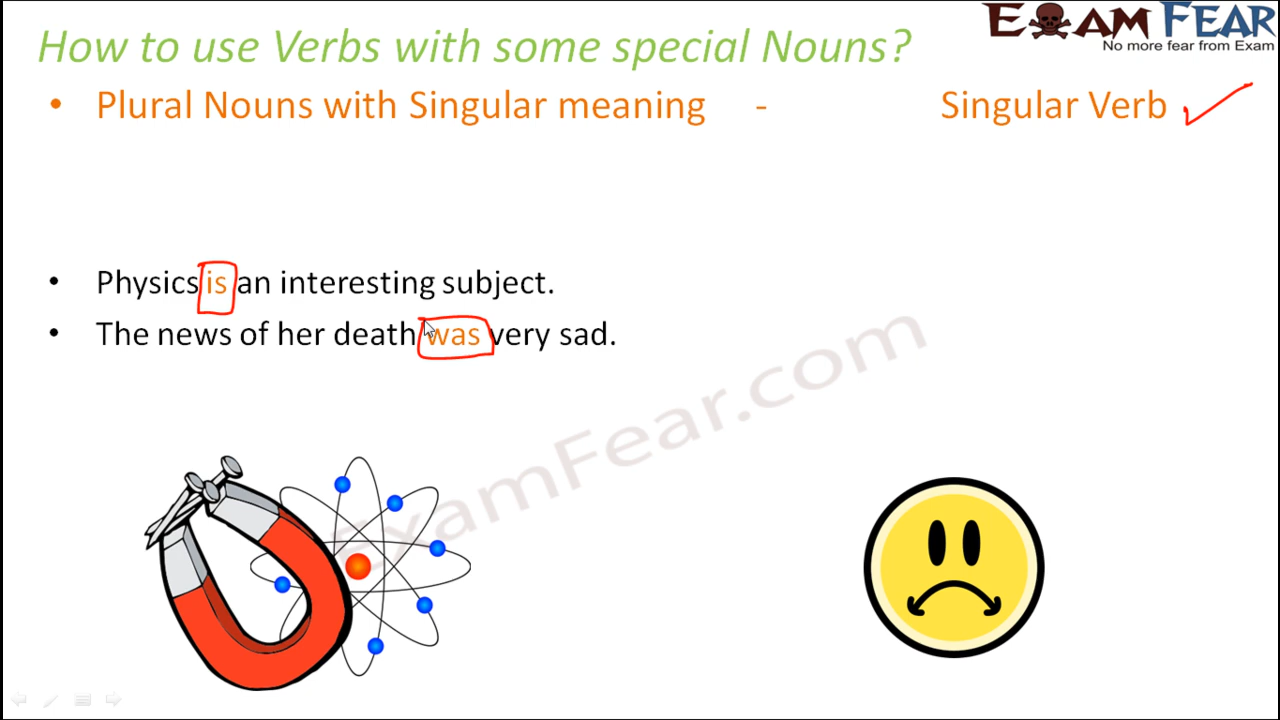 EXAM FEAR
How to use Verbs with some special Nouns?
No more fear from Exam
• Plural Nouns with Singular meaning - Singular Verb
• Physics is an interesting subject.
• The news of her death was very sad.
ExamFear.com